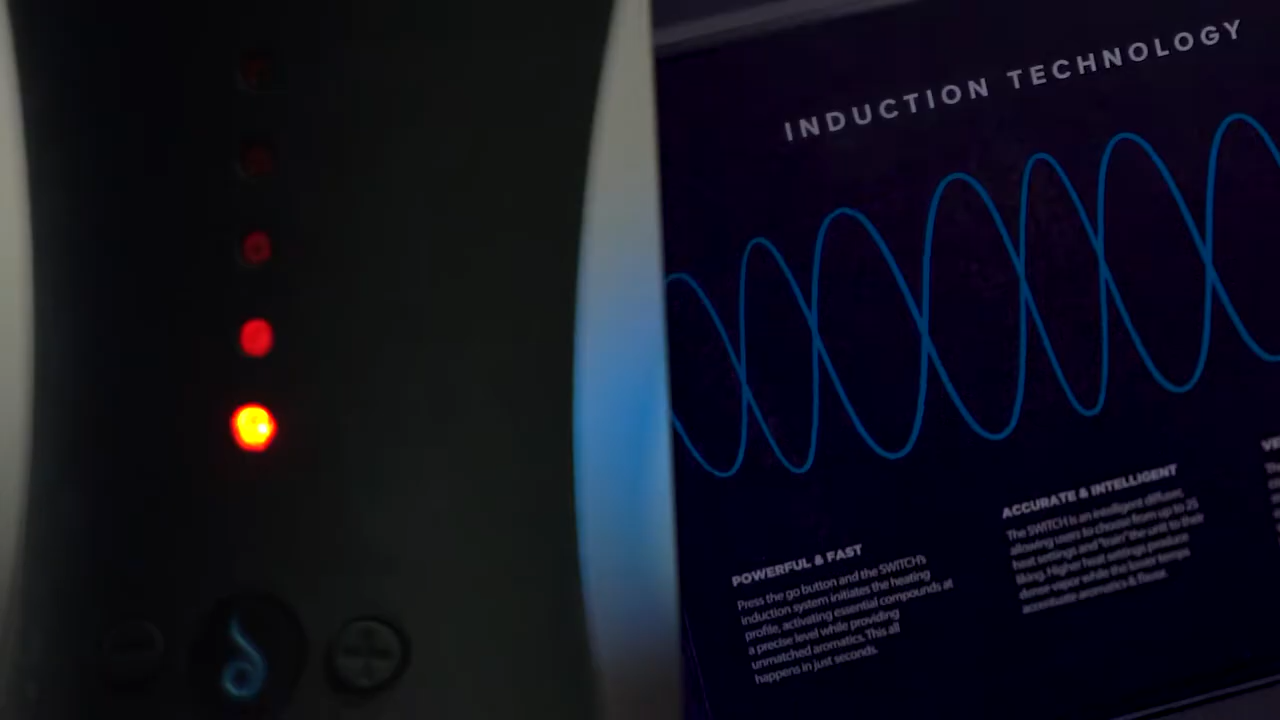 INDUCTION TECHNOLOGY
POWERFUL & FAST
Press the go button and the SWITCH's
induction system initiates the heating
profile, activating essential compounds at
a precise level while providing
unmatched aromatics. This all
happens in just seconds.
ACCURATE & INTELLIGENT
The SWITCH is an intelligent diffuser,
allowing users to choose from up to 25
heat settings and "train" the unit to their
liking. Higher heat settings produce
denser vapor while the lower temps
accentuate aromatics & flavor.